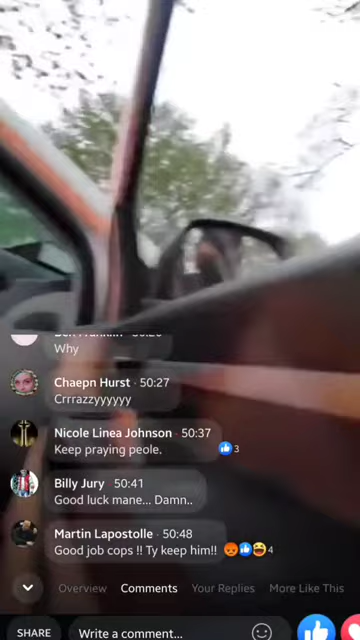 Why
Chaepn Hurst · 50:27
Crrrazzyyyyyy
Nicole Linea Johnson · 50:37
Keep praying peole.
3
Billy Jury · 50:41
Good luck mane... Damn..
Martin Lapostolle · 50:48
Good job cops !! Ty keep him!!
4
Overview Comments Your Replies More Like This
SHARE Write a comment...